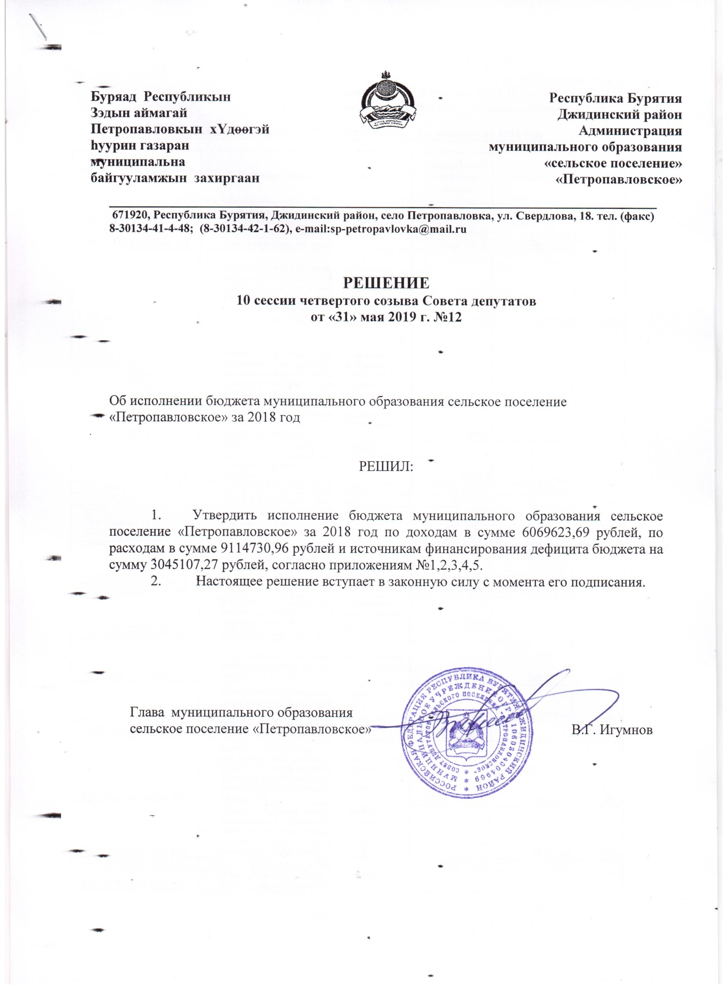 Буряад  Республикын
Зэдын аймагай
Петропавловкын  хҮдөөгэй
hуурин газаран
муниципальна
байгууламжын  захиргаан
Республика Бурятия
Джидинский район
Администрация
муниципального образования
«сельское поселение»
«Петропавловское»
671920, Республика Бурятия, Джидинский район, село Петропавловка, ул. Свердлова, 18. тел. (факс)
8-30134-41-4-48;  (8-30134-42-1-62), e-mail:sp-petropavlovka@mail.ru
РЕШЕНИЕ
10 сессии четвертого созыва Совета депутатов
от «31» мая 2019 г. №12
Об исполнении бюджета муниципального образования сельское поселение
«Петропавловское» за 2018 год
РЕШИЛ:
1. Утвердить исполнение бюджета муниципального образования сельское
поселение «Петропавловское» за 2018 год по доходам в сумме 6069623,69 рублей, по
расходам в сумме 9114730,96 рублей и источникам финансирования дефицита бюджета на
сумму 3045107,27 рублей, согласно приложениям №1,2,3,4,5.
2. Настоящее решение вступает в законную силу с момента его подписания.
Глава  муниципального образования
сельское поселение «Петропавловское»
В.Г. Игумнов
РОССИЙСКАЯ ФЕДЕРАЦИЯ РЕСПУБЛИКА БУРЯТИЯ ДЖИДИНСКИЙ РАЙОН
МУНИЦИПАЛЬНОЕ УЧРЕЖДЕНИЕ
СОВЕТ ДЕПУТАТОВ СЕЛЬСКОГО ПОСЕЛЕНИЯ "ПЕТРОПАВЛОВСКОЕ"